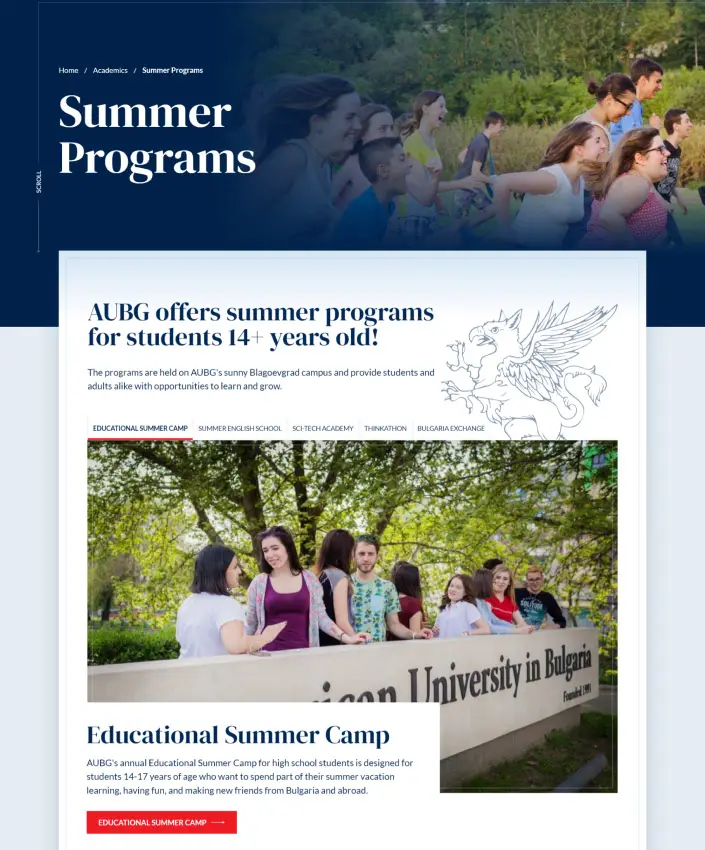 Home / Academics / Summer Programs
Summer
Programs
SCROLL
AUBG offers summer programs
for students 14+ years old!
The programs are held on AUBG's sunny Blagoevgrad campus and provide students and
adults alike with opportunities to learn and grow.
EDUCATIONAL SUMMER CAMP SUMMER ENGLISH SCHOOL SCI-TECH ACADEMY THINKATHON BULGARIA EXCHANGE
University in Bulgaria
Founded 1991
Educational Summer Camp
AUBG's annual Educational Summer Camp for high school students is designed for
students 14-17 years of age who want to spend part of their summer vacation
learning, having fun, and making new friends from Bulgaria and abroad.
EDUCATIONAL SUMMER CAMP